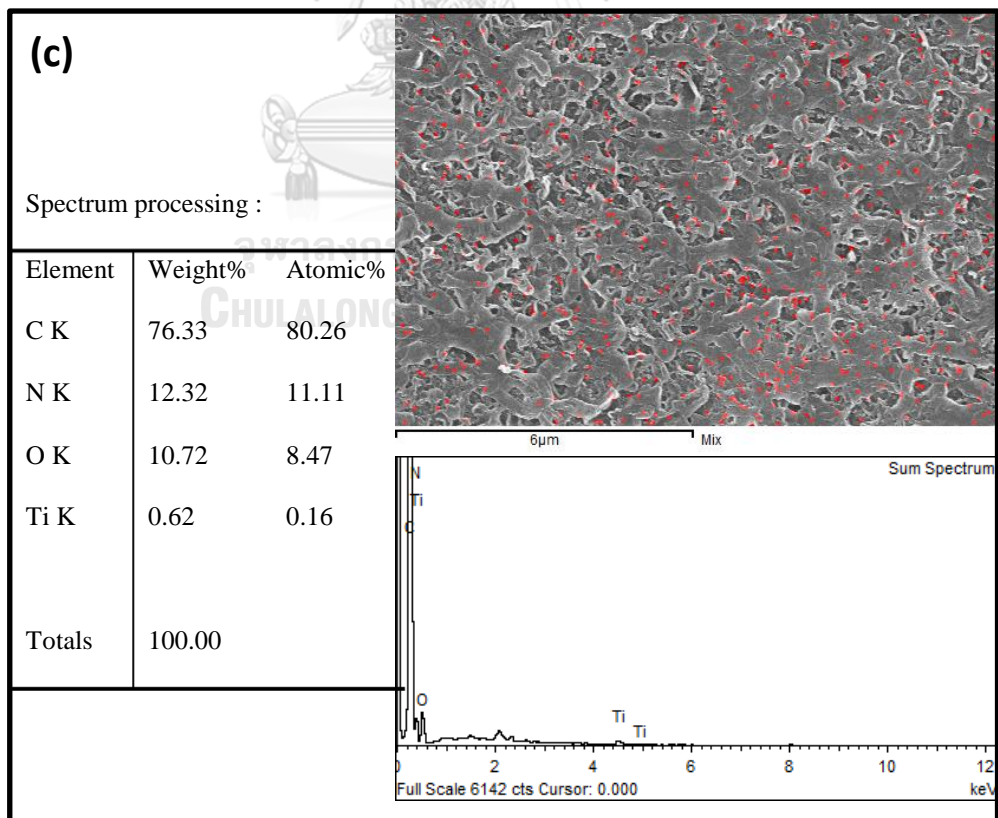 (c)
Spectrum processing :
Element Weight% Atomic%
C K 76.33 80.26
N K 12.32 11.11
O K 10.72 8.47
Ti K 0.62 0.16
Totals 100.00
CHULALONG
6µm Mix
Sum Spectrum
N
Ti
C
O
Ti
Ti
0 2 4 6 8 10 12
Full Scale 6142 cts Cursor: 0.000 keV